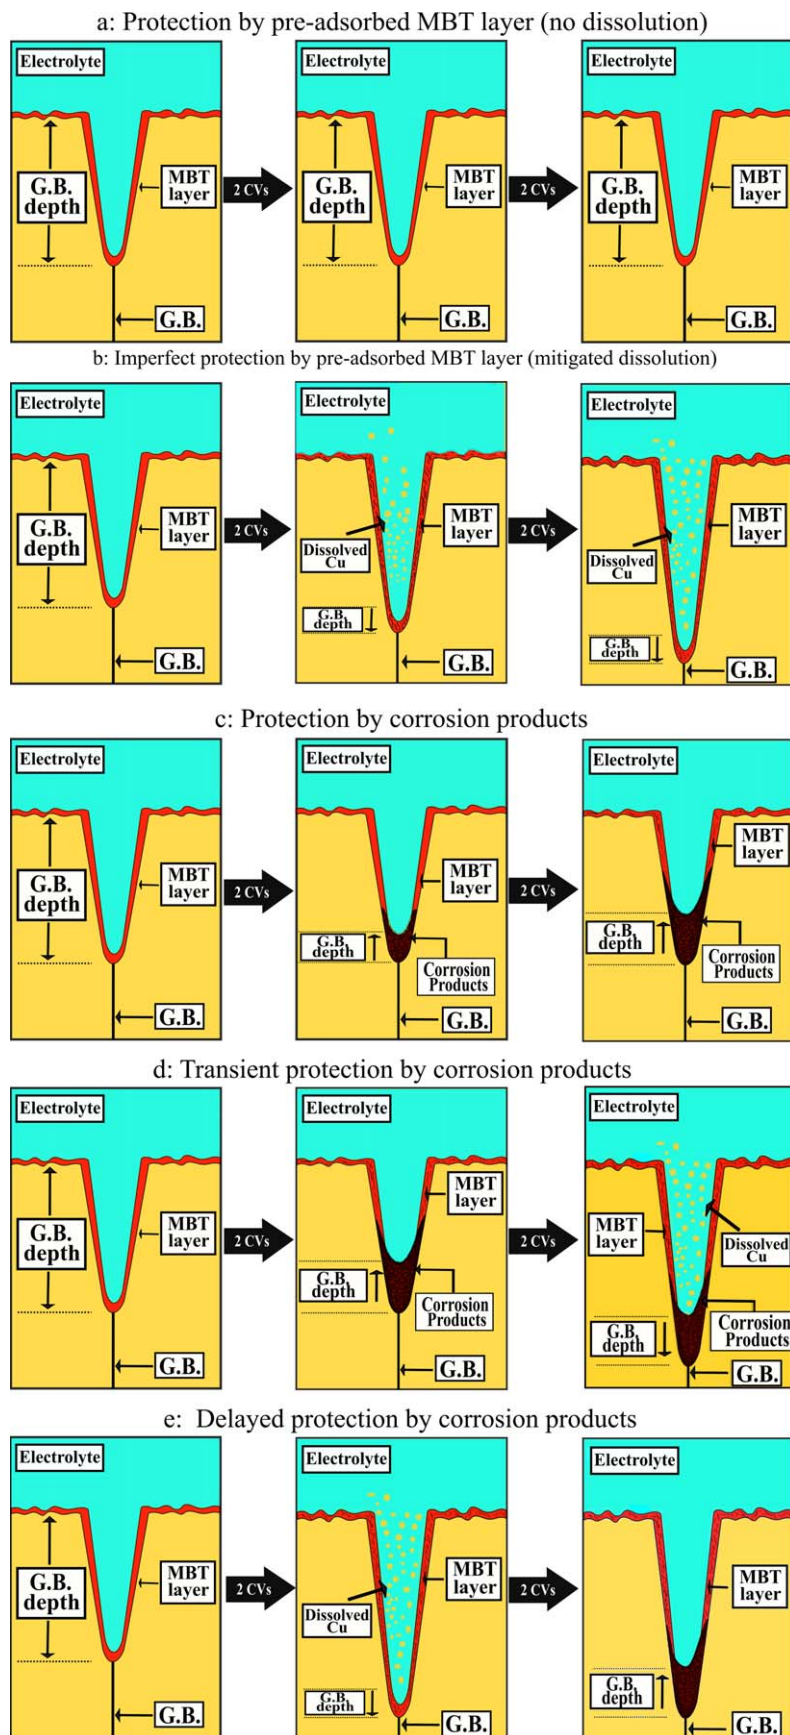 a: Protection by pre-adsorbed MBT layer (no dissolution)
Electrolyte
G.B.
depth
MBT
layer
G.B.
2 CVs
Electrolyte
G.B.
depth
MBT
layer
G.B.
2 CVs
Electrolyte
G.B.
depth
MBT
layer
G.B.
b: Imperfect protection by pre-adsorbed MBT layer (mitigated dissolution)
Electrolyte
G.B.
depth
MBT
layer
G.B.
2 CVs
Electrolyte
MBT
layer
Dissolved
Cu
G.B.
depth
G.B.
2 CVs
Electrolyte
MBT
layer
Dissolved
Cu
G.B.
depth
G.B.
c: Protection by corrosion products
Electrolyte
G.B.
depth
MBT
layer
G.B.
2 CVs
Electrolyte
MBT
layer
G.B.
depth
Corrosion
Products
G.B.
2 CVs
Electrolyte
MBT
layer
G.B.
depth
Corrosion
Products
G.B.
d: Transient protection by corrosion products
Electrolyte
G.B.
depth
MBT
layer
G.B.
2 CVs
Electrolyte
MBT
layer
G.B.
depth
Corrosion
Products
G.B.
2 CVs
Electrolyte
MBT
layer
Dissolved
Cu
G.B.
depth
Corrosion
Products
G.B.
e: Delayed protection by corrosion products
Electrolyte
G.B.
depth
MBT
layer
G.B.
2 CVs
Electrolyte
MBT
layer
Dissolved
Cu
G.B.
depth
G.B.
2 CVs
Electrolyte
MBT
layer
G.B.
depth
G.B.